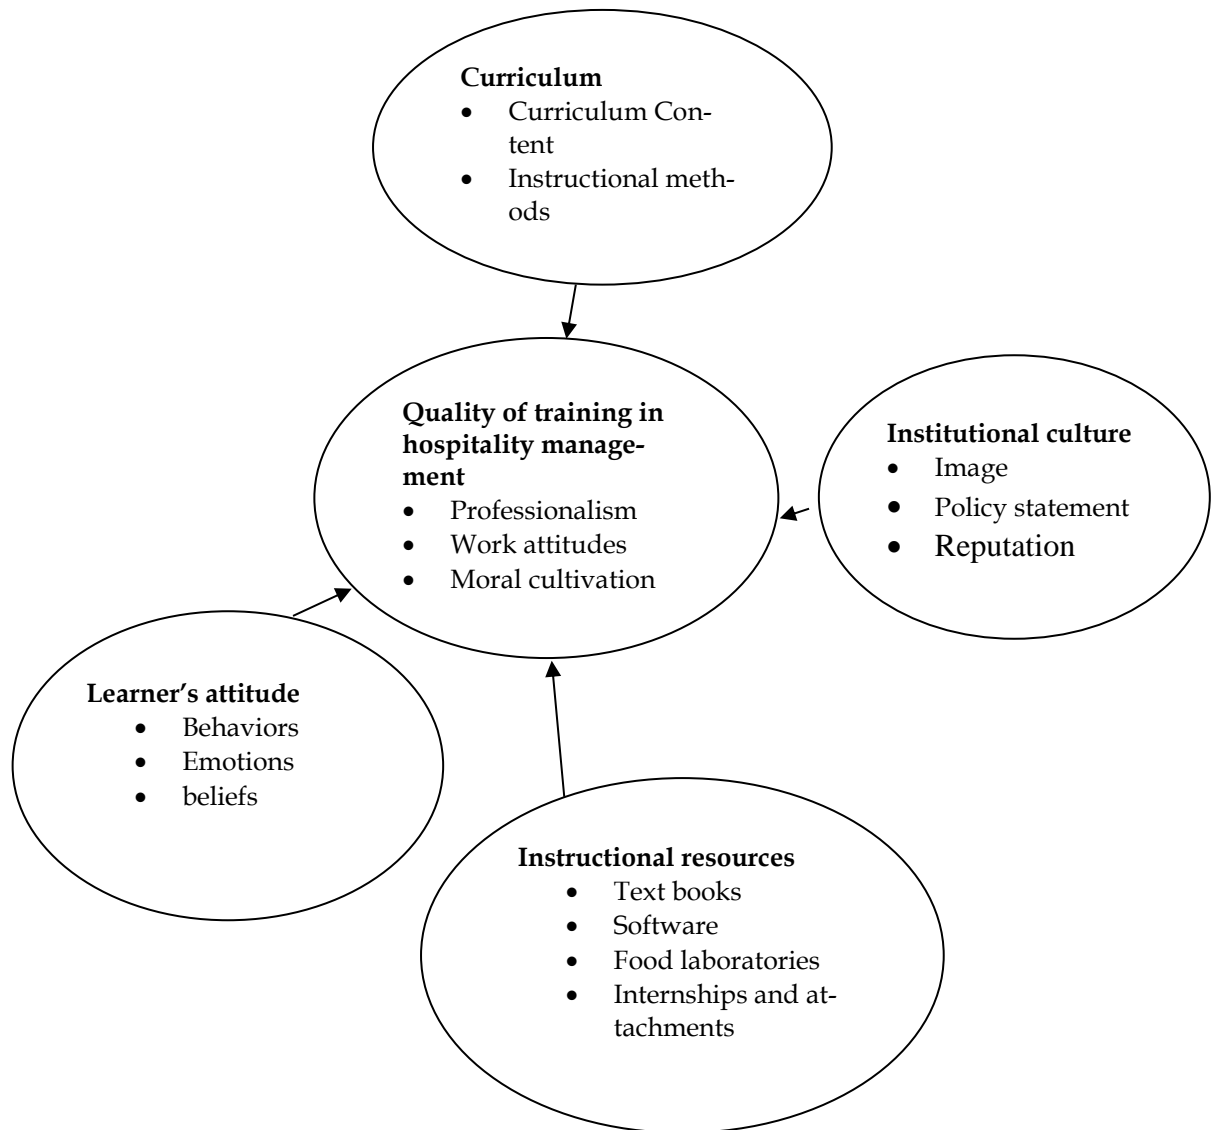 Curriculum
• Curriculum Con-
tent
• Instructional meth-
ods
Quality of training in
hospitality manage-
ment
• Professionalism
• Work attitudes
• Moral cultivation
Institutional culture
• Image
• Policy statement
• Reputation
Learner’s attitude
• Behaviors
• Emotions
• beliefs
Instructional resources
• Text books
• Software
• Food laboratories
• Internships and at-
tachments